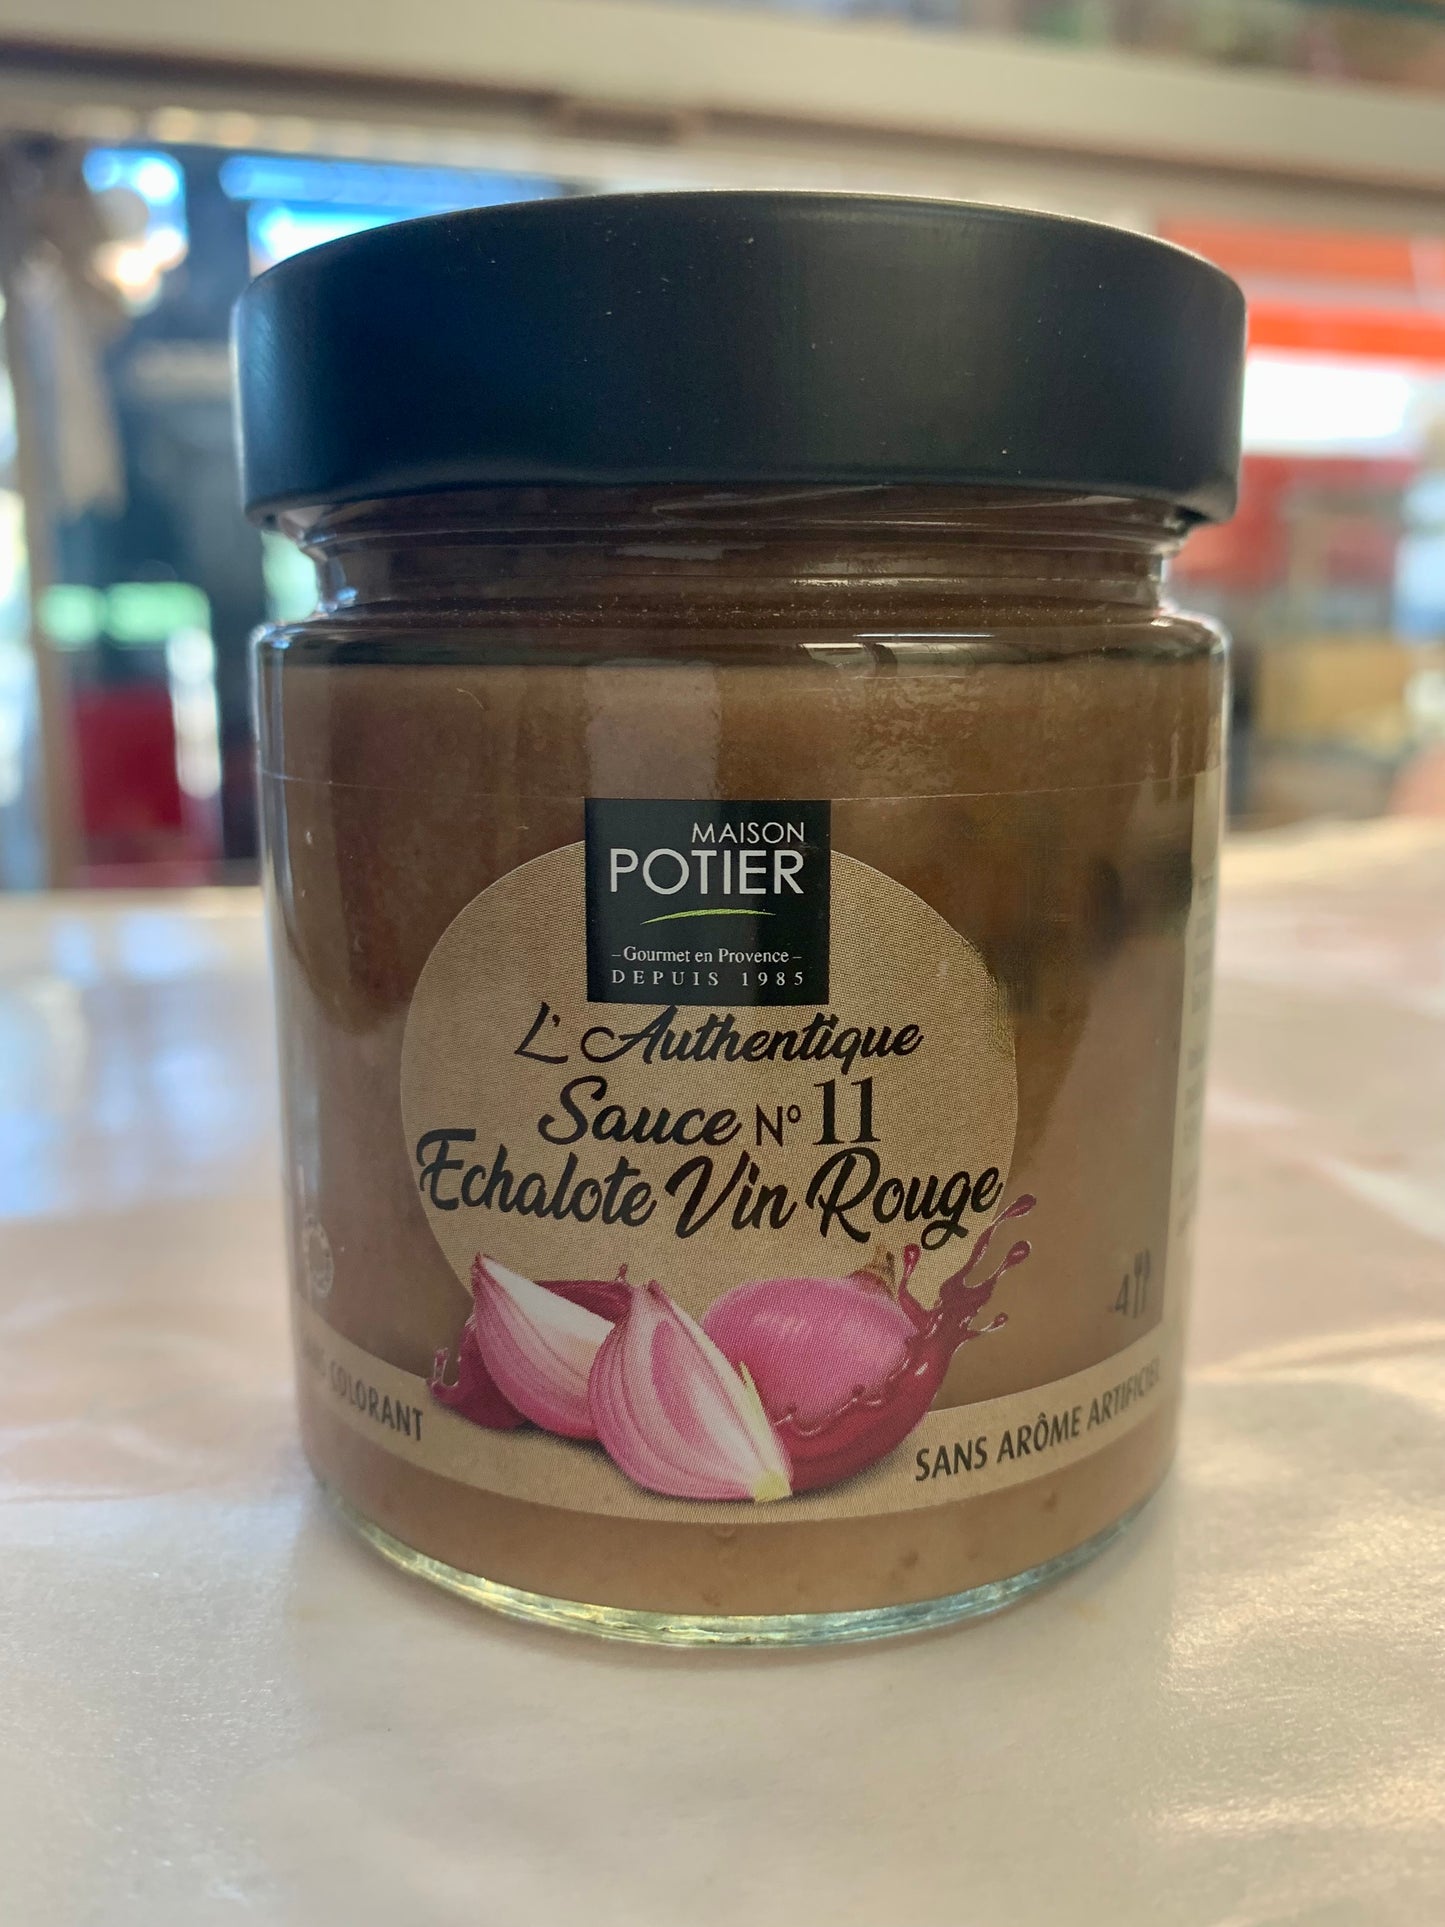 MAISON
POTIER
– Gourmet en Provence –
DEPUIS 1985
L'Authentique
Sauce N° 11
Echalote Vin Rouge
4
COLORANT
SANS ARÔME ARTIFICIEL